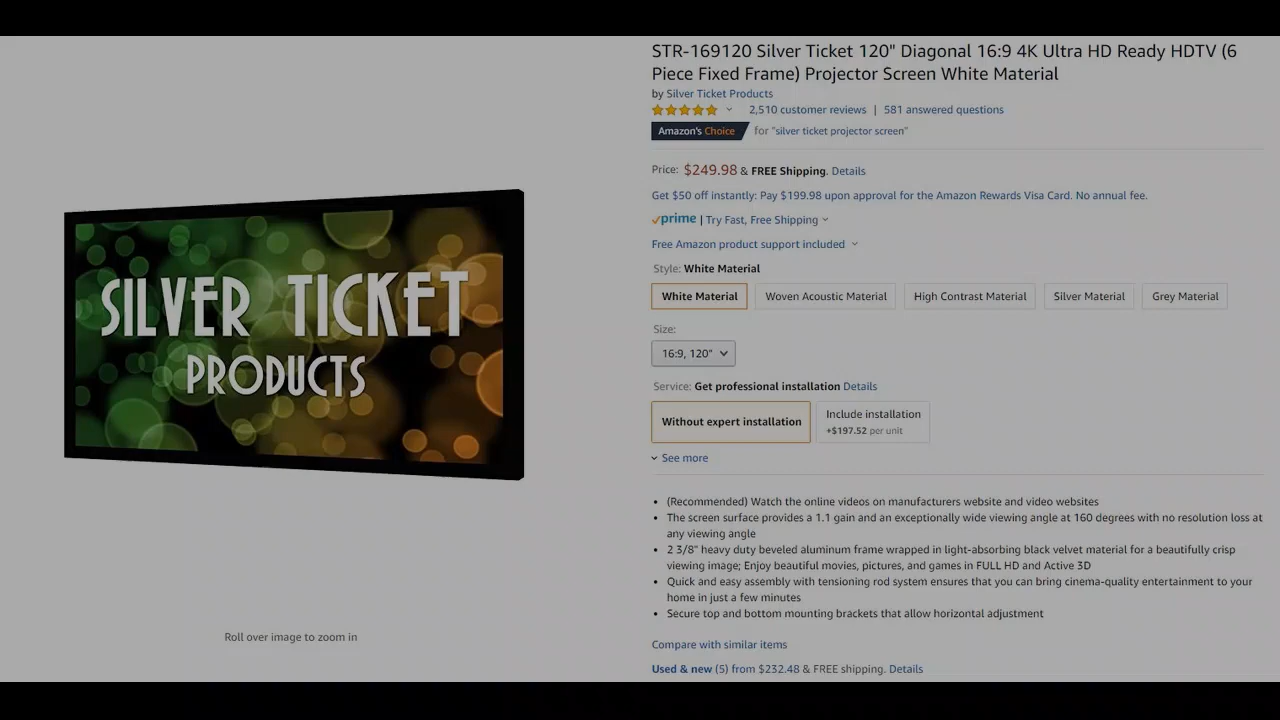 SILVER TICKET
PRODUCTS
Roll over image to zoom in
STR-169120 Silver Ticket 120" Diagonal 16:9 4K Ultra HD Ready HDTV (6
Piece Fixed Frame) Projector Screen White Material
by Silver Ticket Products
2,510 customer reviews | 581 answered questions
Amazon's Choice for "silver ticket projector screen"
Price: $249.98 & FREE Shipping. Details
Get $50 off instantly: Pay $199.98 upon approval for the Amazon Rewards Visa Card. No annual fee.
prime | Try Fast, Free Shipping
Free Amazon product support included
Style: White Material
White Material Woven Acoustic Material High Contrast Material Silver Material Grey Material
Size:
16:9, 120"
Service: Get professional installation Details
Without expert installation Include installation
+$197.52 per unit
See more
• (Recommended) Watch the online videos on manufacturers website and video websites
• The screen surface provides a 1.1 gain and an exceptionally wide viewing angle at 160 degrees with no resolution loss at
any viewing angle
• 2 3/8" heavy duty beveled aluminum frame wrapped in light-absorbing black velvet material for a beautifully crisp
viewing image; Enjoy beautiful movies, pictures, and games in FULL HD and Active 3D
• Quick and easy assembly with tensioning rod system ensures that you can bring cinema-quality entertainment to your
home in just a few minutes
• Secure top and bottom mounting brackets that allow horizontal adjustment
Compare with similar items
Used & new (5) from $232.48 & FREE shipping. Details